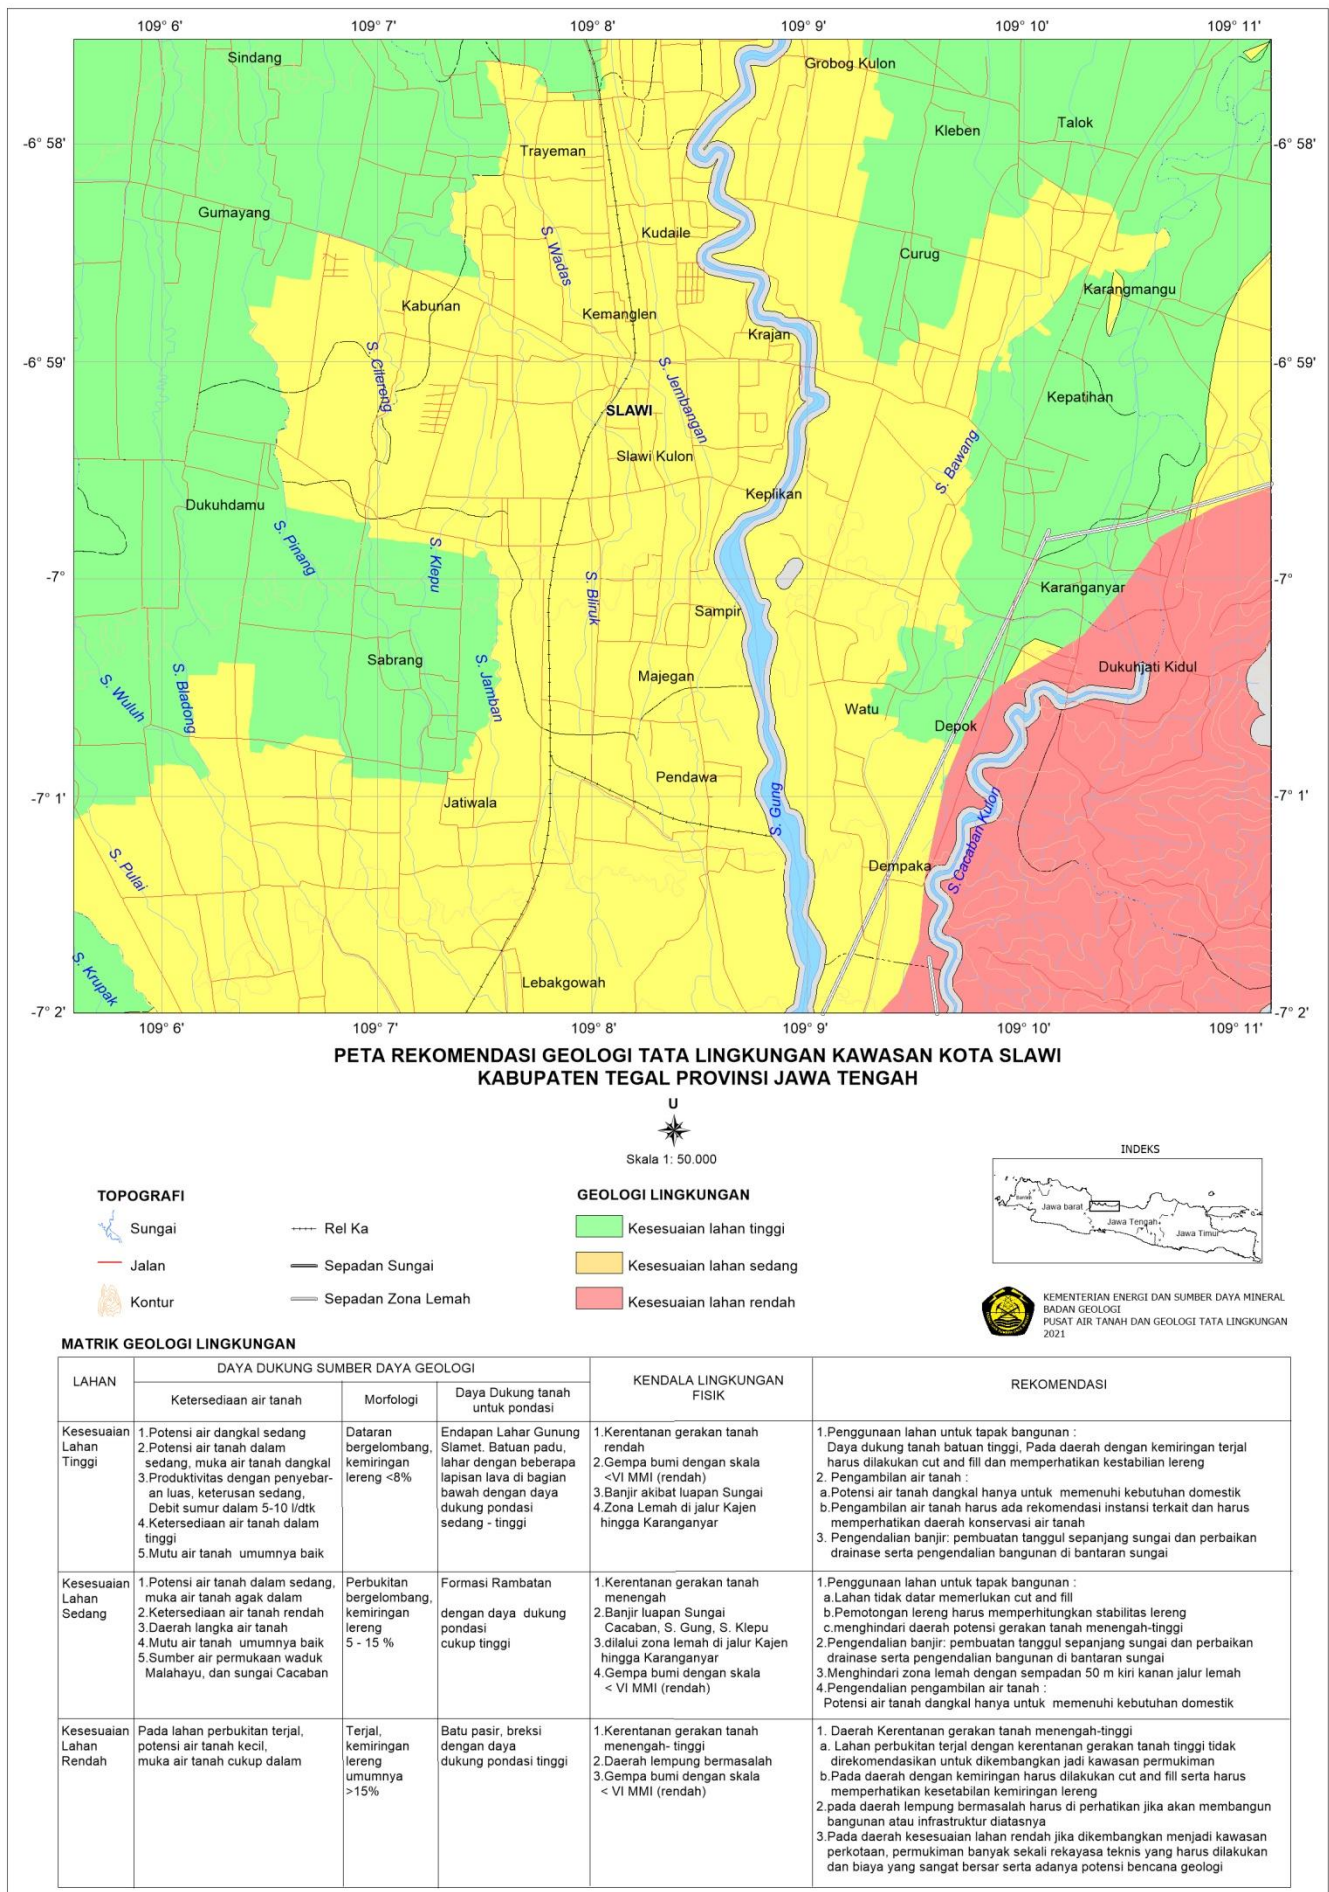 109° 6' 109° 7' 109° 8' 109° 9' 109° 10' 109° 11'
Sindang
Grobog Kulon
Talok
Kleben
-6° 58' -6° 58'
Trayeman
Gumayang
S. Wadas
Kudaile
Curug
Karangmangu
Kabunan
Kemanglen
Krajan
-6° 59' -6° 59'
S. Citereng
S. Jembangan
Kepatihan
SLAWI
Slawi Kulon
S. Bawang
Keplikan
Dukuhdamu
S. Pinang
S. Klepu
-7° -7°
S. Bliruk
Karanganyar
Sampir
Sabrang
S. Jamban
Majegan
Dukuhjati Kidul
S. Wuluh
S. Bladong
Watu
Depok
Pendawa
S. Gung
-7° 1' -7° 1'
Jatiwala
S. Cacaban Kulon
S. Pulai
Dempaka
S. Krupak
Lebakgowah
-7° 2' -7° 2'
109° 6' 109° 7' 109° 8' 109° 9' 109° 10' 109° 11'
PETA REKOMENDASI GEOLOGI TATA LINGKUNGAN KAWASAN KOTA SLAWI
KABUPATEN TEGAL PROVINSI JAWA TENGAH
U
Skala 1: 50.000
INDEKS
Banten
Jawa barat
Jawa Tengah
Jawa Timur
TOPOGRAFI
Sungai
Jalan
Kontur
Rel Ka
Sepadan Sungai
Sepadan Zona Lemah
GEOLOGI LINGKUNGAN
Kesesuaian lahan tinggi
Kesesuaian lahan sedang
Kesesuaian lahan rendah
KEMENTERIAN ENERGI DAN SUMBER DAYA MINERAL
BADAN GEOLOGI
PUSAT AIR TANAH DAN GEOLOGI TATA LINGKUNGAN
2021
MATRIK GEOLOGI LINGKUNGAN
LAHAN
DAYA DUKUNG SUMBER DAYA GEOLOGI
Ketersediaan air tanah
Morfologi
Daya Dukung tanah
untuk pondasi
KENDALA LINGKUNGAN
FISIK
REKOMENDASI
Kesesuaian
Lahan
Tinggi
1.Potensi air dangkal sedang
2.Potensi air tanah dalam
sedang, muka air tanah dangkal
3.Produktivitas dengan penyebar-
an luas, keterusan sedang,
Debit sumur dalam 5-10 l/dtk
4.Ketersediaan air tanah dalam
tinggi
5.Mutu air tanah umumnya baik
Dataran
bergelombang,
kemiringan
lereng <8%
Endapan Lahar Gunung
Slamet. Batuan padu,
lahar dengan beberapa
lapisan lava di bagian
bawah dengan daya
dukung pondasi
sedang - tinggi
1.Kerentanan gerakan tanah
rendah
2.Gempa bumi dengan skala
<VI MMI (rendah)
3.Banjir akibat luapan Sungai
4.Zona Lemah di jalur Kajen
hingga Karanganyar
1.Penggunaan lahan untuk tapak bangunan :
Daya dukung tanah batuan tinggi, Pada daerah dengan kemiringan terjal
harus dilakukan cut and fill dan memperhatikan kestabilan lereng
2. Pengambilan air tanah :
a.Potensi air tanah dangkal hanya untuk memenuhi kebutuhan domestik
b.Pengambilan air tanah harus ada rekomendasi instansi terkait dan harus
memperhatikan daerah konservasi air tanah
3. Pengendalian banjir: pembuatan tanggul sepanjang sungai dan perbaikan
drainase serta pengendalian bangunan di bantaran sungai
Kesesuaian
Lahan
Sedang
1.Potensi air tanah dalam sedang,
muka air tanah agak dalam
2.Ketersediaan air tanah rendah
3.Daerah langka air tanah
4.Mutu air tanah umumnya baik
5.Sumber air permukaan waduk
Malahayu, dan sungai Cacaban
Perbukitan
bergelombang,
kemiringan
lereng
5 - 15 %
Formasi Rambatan
dengan daya dukung
pondasi
cukup tinggi
1.Kerentanan gerakan tanah
menengah
2.Banjir luapan Sungai
Cacaban, S. Gung, S. Klepu
3.dilalui zona lemah di jalur Kajen
hingga Karanganyar
4.Gempa bumi dengan skala
< VI MMI (rendah)
1.Penggunaan lahan untuk tapak bangunan :
a.Lahan tidak datar memerlukan cut and fill
b.Pemotongan lereng harus memperhitungkan stabilitas lereng
c.menghindari daerah potensi gerakan tanah menengah-tinggi
2.Pengendalian banjir: pembuatan tanggul sepanjang sungai dan perbaikan
drainase serta pengendalian bangunan di bantaran sungai
3.Menghindari zona lemah dengan sempadan 50 m kiri kanan jalur lemah
4.Pengendalian pengambilan air tanah :
Potensi air tanah dangkal hanya untuk memenuhi kebutuhan domestik
Kesesuaian
Lahan
Rendah
Pada lahan perbukitan terjal,
potensi air tanah kecil,
muka air tanah cukup dalam
Terjal,
kemiringan
lereng
umumnya
>15%
Batu pasir, breksi
dengan daya
dukung pondasi tinggi
1.Kerentanan gerakan tanah
menengah- tinggi
2.Daerah lempung bermasalah
3.Gempa bumi dengan skala
< VI MMI (rendah)
1. Daerah Kerentanan gerakan tanah menengah-tinggi
a. Lahan perbukitan terjal dengan kerentanan gerakan tanah tinggi tidak
direkomendasikan untuk dikembangkan jadi kawasan permukiman
b.Pada daerah dengan kemiringan harus dilakukan cut and fill serta harus
memperhatikan kesetabilan kemiringan lereng
2.pada daerah lempung bermasalah harus di perhatikan jika akan membangun
bangunan atau infrastruktur diatasnya
3.Pada daerah kesesuaian lahan rendah jika dikembangkan menjadi kawasan
perkotaan, permukiman banyak sekali rekayasa teknis yang harus dilakukan
dan biaya yang sangat bersar serta adanya potensi bencana geologi